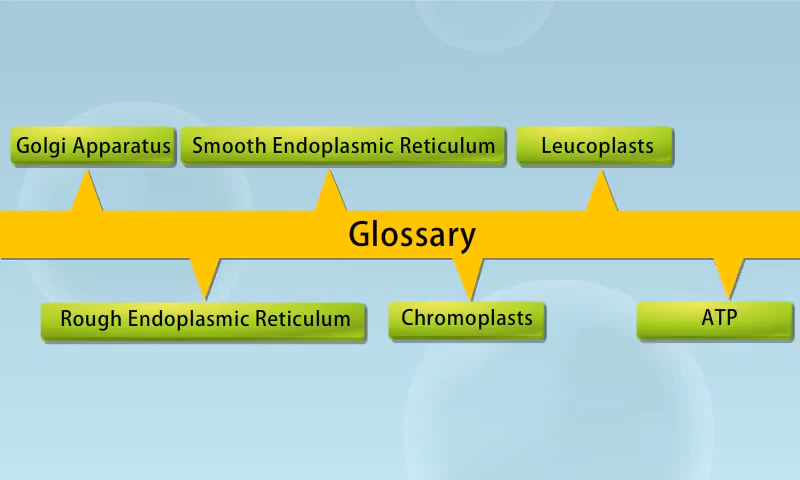 Golgi Apparatus
Smooth Endoplasmic Reticulum
Leucoplasts
Glossary
Rough Endoplasmic Reticulum
Chromoplasts
ATP